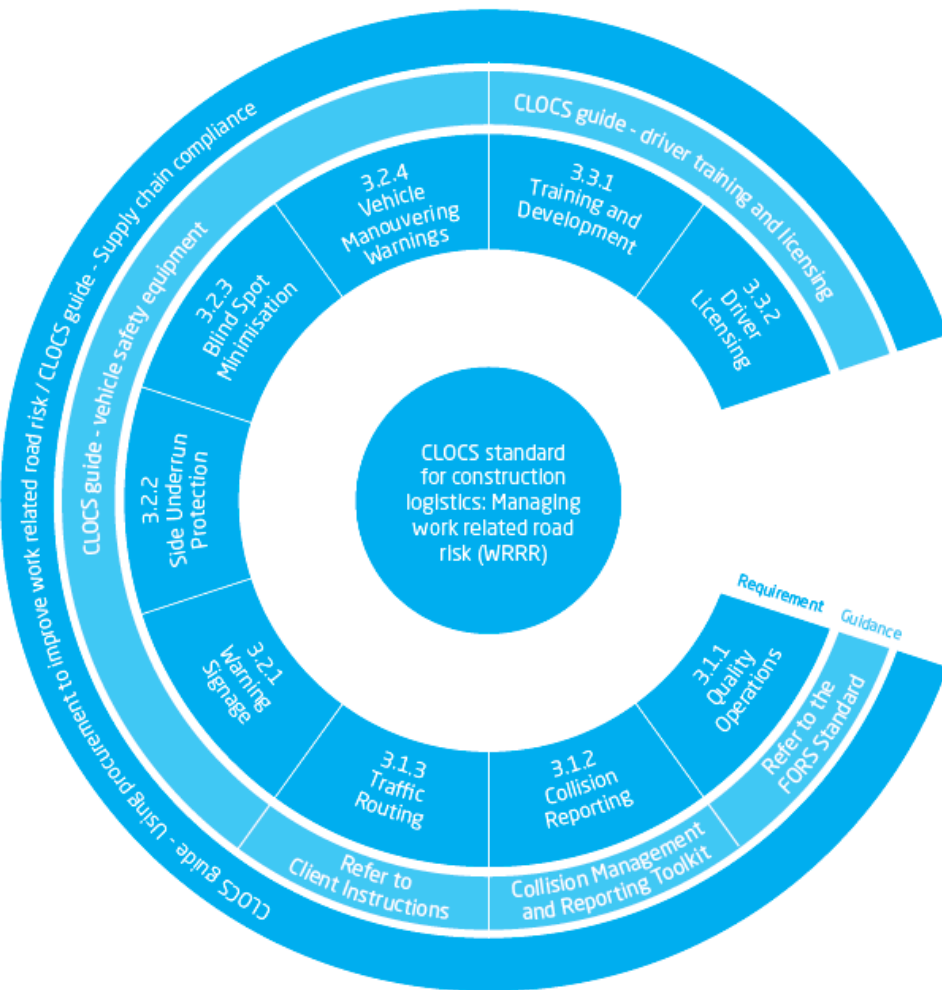 CLOCS guide - Using procurement to improve work related road risk / CLOCS guide - Supply chain compliance
CLOCS guide - vehicle safety equipment
CLOCS guide - driver training and licensing
3.2.4
Vehicle
Manouvering
Warnings
3.3.1
Training and
Development
3.3.2
Driver
Licensing
3.2.3
Blind Spot
Minimisation
3.2.2
Side Underrun
Protection
3.2.1
Warning
Signage
3.1.3
Traffic
Routing
3.1.2
Collision
Reporting
3.1.1
Quality
Operations
CLOCS standard
for construction
logistics: Managing
work related road
risk (WRRR)
Requirement
Guidance
Refer to the
FORS Standard
Collision Management
and Reporting Toolkit
Refer to
Client Instructions